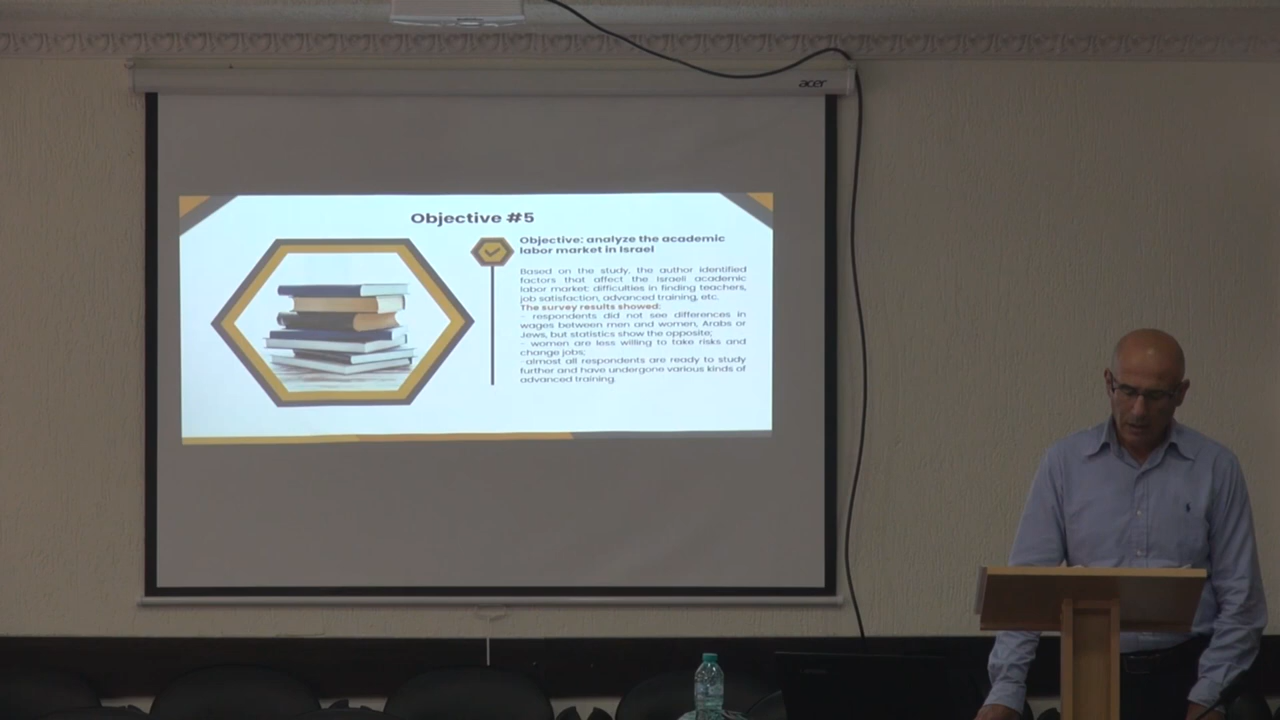 acer
Objective #5
Objective: analyze the academic
labor market in Israel
Based on the study, the author identified
factors that affect the Israeli academic
labor market: difficulties in finding teachers,
job satisfaction, advanced training, etc.
The survey results showed:
- respondents did not see differences in
wages between men and women, Arabs or
Jews, but statistics show the opposite;
- women are less willing to take risks and
change jobs;
-almost all respondents are ready to study
further and have undergone various kinds of
advanced training.